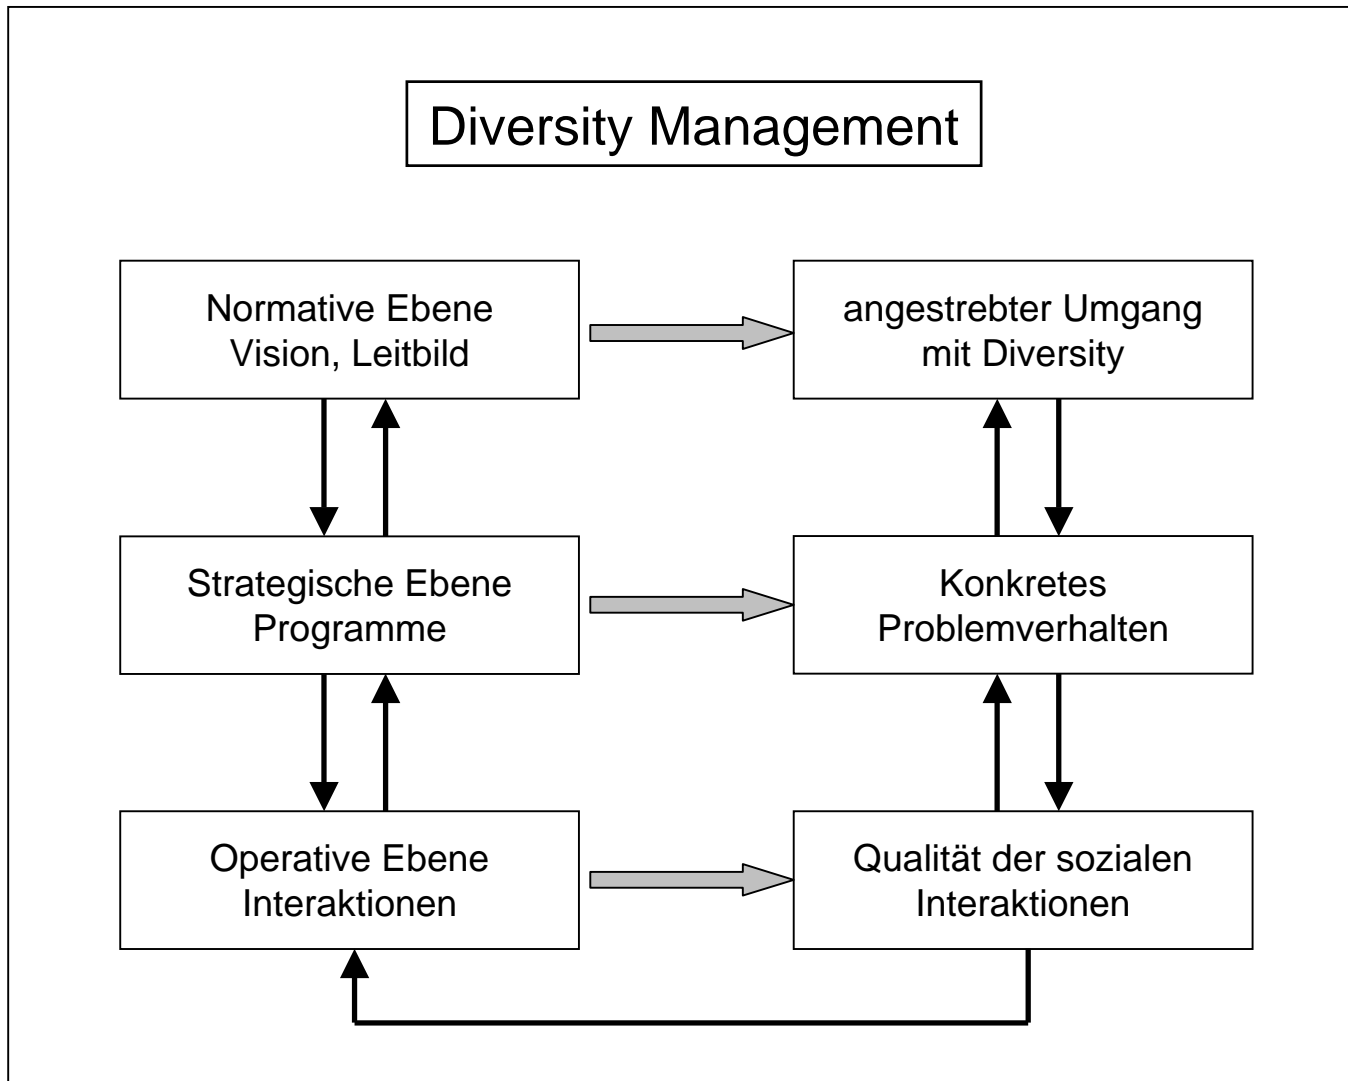 Diversity Management
Normative Ebene
Vision, Leitbild
angestrebter Umgang
mit Diversity
Strategische Ebene
Programme
Konkretes
Problemverhalten
Operative Ebene
Interaktionen
Qualität der sozialen
Interaktionen